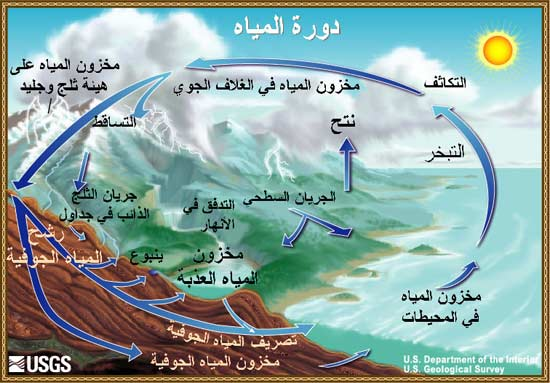 دورة المياه
مخزون المياه على
هيئة ثلج وجليد
مخزون المياه في الغلاف الجوي
التكاثف
التساقط
نتح
التبخر
جريان الثلج
الذائب في جداول
التدفق في
الآنهار
الجريان السطحي
رشح
المياه الجوفية
ينبوع
مخزون
المياه العذبة
مخزون المياه
في المحيطات
تصريف المياه الجوفية
مخزون المياه الجوفية
USGS
U.S. Department of the Interior
U.S. Geological Survey